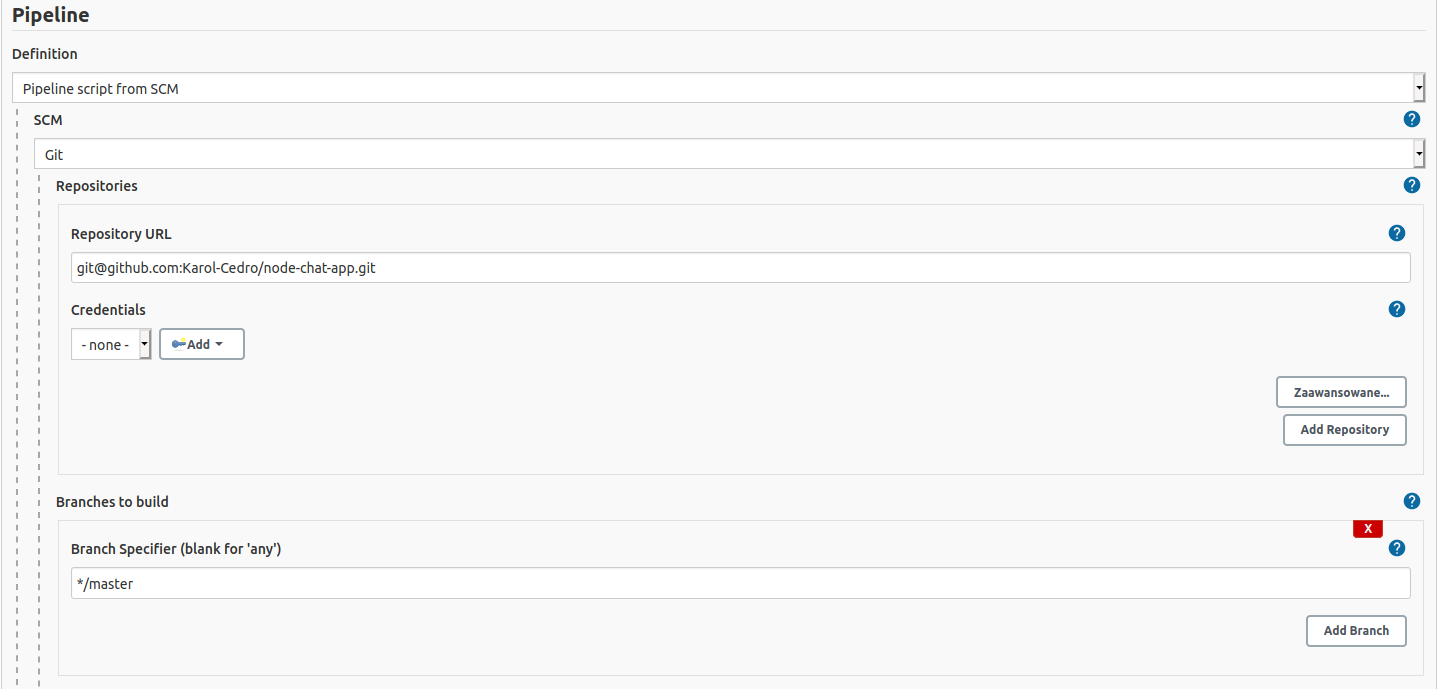 Pipeline
Definition
Pipeline script from SCM
SCM
?
Git
Repositories
?
Repository URL
?
git@github.com:Karol-Cedro/node-chat-app.git
Credentials
?
- none -
Add
Zaawansowane...
Add Repository
Branches to build
?
X
Branch Specifier (blank for 'any')
?
*/master
Add Branch